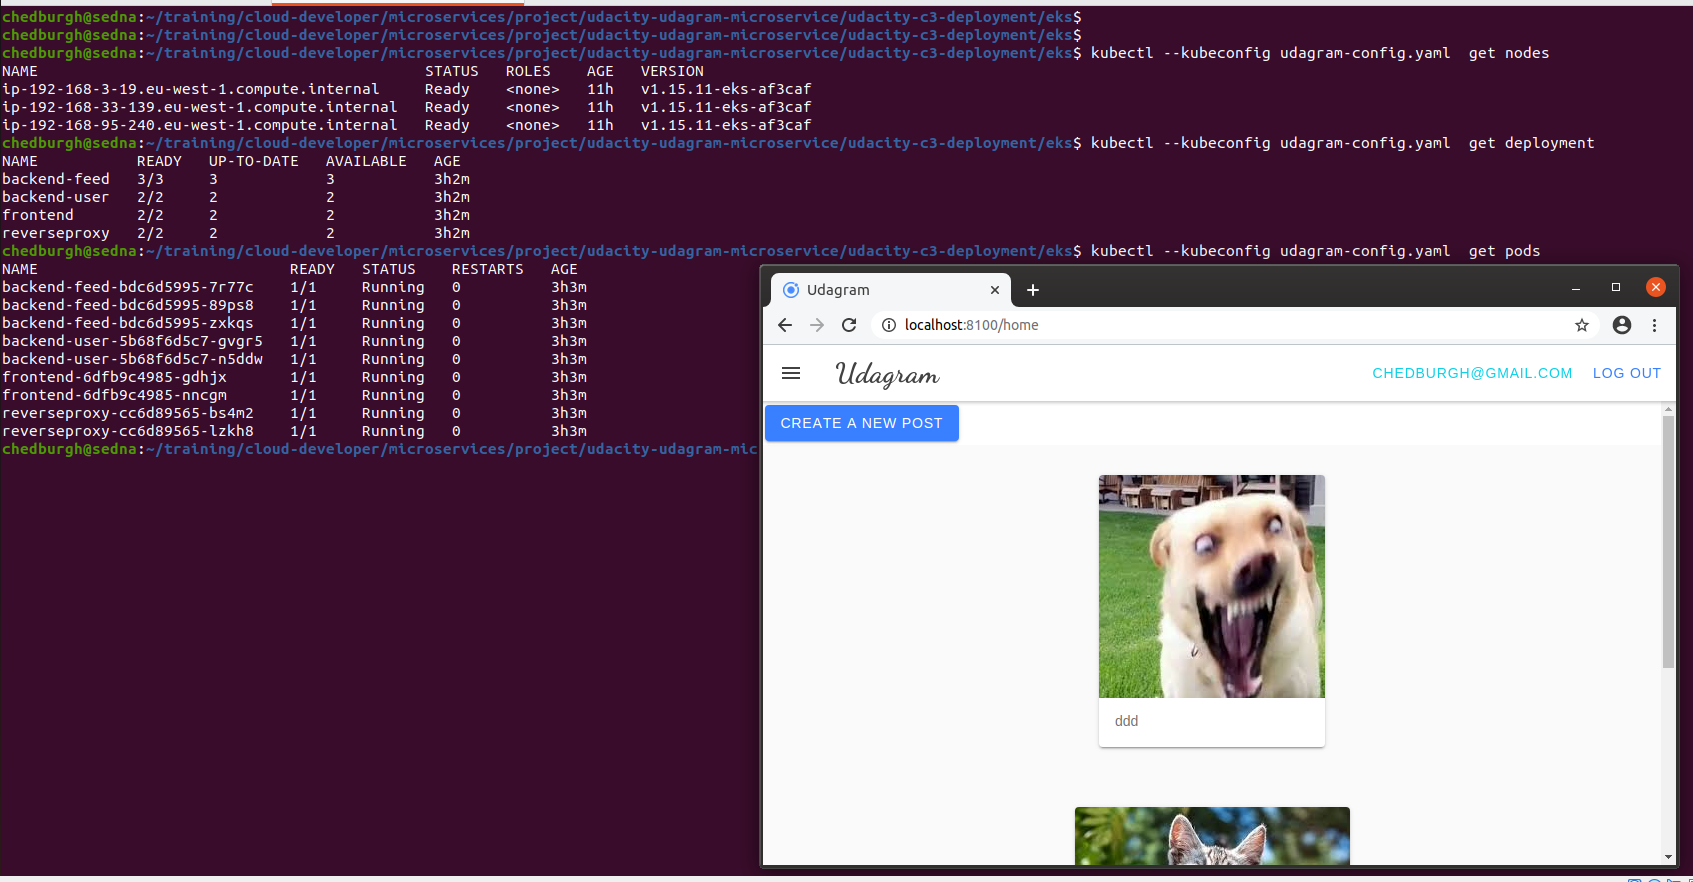 chedburgh@sedna:~/training/cloud-developer/microservices/project/udacity-udagram-microservice/udacity-c3-deployment/eks$
chedburgh@sedna:~/training/cloud-developer/microservices/project/udacity-udagram-microservice/udacity-c3-deployment/eks$
chedburgh@sedna:~/training/cloud-developer/microservices/project/udacity-udagram-microservice/udacity-c3-deployment/eks$ kubectl --kubeconfig udagram-config.yaml  get nodes
NAME                                           STATUS   ROLES    AGE   VERSION
ip-192-168-3-19.eu-west-1.compute.internal     Ready    <none>   11h   v1.15.11-eks-af3caf
ip-192-168-33-139.eu-west-1.compute.internal   Ready    <none>   11h   v1.15.11-eks-af3caf
ip-192-168-95-240.eu-west-1.compute.internal   Ready    <none>   11h   v1.15.11-eks-af3caf
chedburgh@sedna:~/training/cloud-developer/microservices/project/udacity-udagram-microservice/udacity-c3-deployment/eks$ kubectl --kubeconfig udagram-config.yaml  get deployment
NAME           READY   UP-TO-DATE   AVAILABLE   AGE
backend-feed   3/3     3            3           3h2m
backend-user   2/2     2            2           3h2m
frontend       2/2     2            2           3h2m
reverseproxy   2/2     2            2           3h2m
chedburgh@sedna:~/training/cloud-developer/microservices/project/udacity-udagram-microservice/udacity-c3-deployment/eks$ kubectl --kubeconfig udagram-config.yaml  get pods
NAME                            READY   STATUS    RESTARTS   AGE
backend-feed-bdc6d5995-7r77c    1/1     Running   0          3h3m
backend-feed-bdc6d5995-89ps8    1/1     Running   0          3h3m
backend-feed-bdc6d5995-zxkqs    1/1     Running   0          3h3m
backend-user-5b68f6d5c7-gvgr5   1/1     Running   0          3h3m
backend-user-5b68f6d5c7-n5ddw   1/1     Running   0          3h3m
frontend-6dfb9c4985-gdhjx       1/1     Running   0          3h3m
frontend-6dfb9c4985-nncgm       1/1     Running   0          3h3m
reverseproxy-cc6d89565-bs4m2    1/1     Running   0          3h3m
reverseproxy-cc6d89565-lzkh8    1/1     Running   0          3h3m
chedburgh@sedna:~/training/cloud-developer/microservices/project/udacity-udagram-mic
Udagram
localhost:8100/home
Udagram
CHEDBURGH@GMAIL.COM LOG OUT
CREATE A NEW POST
ddd